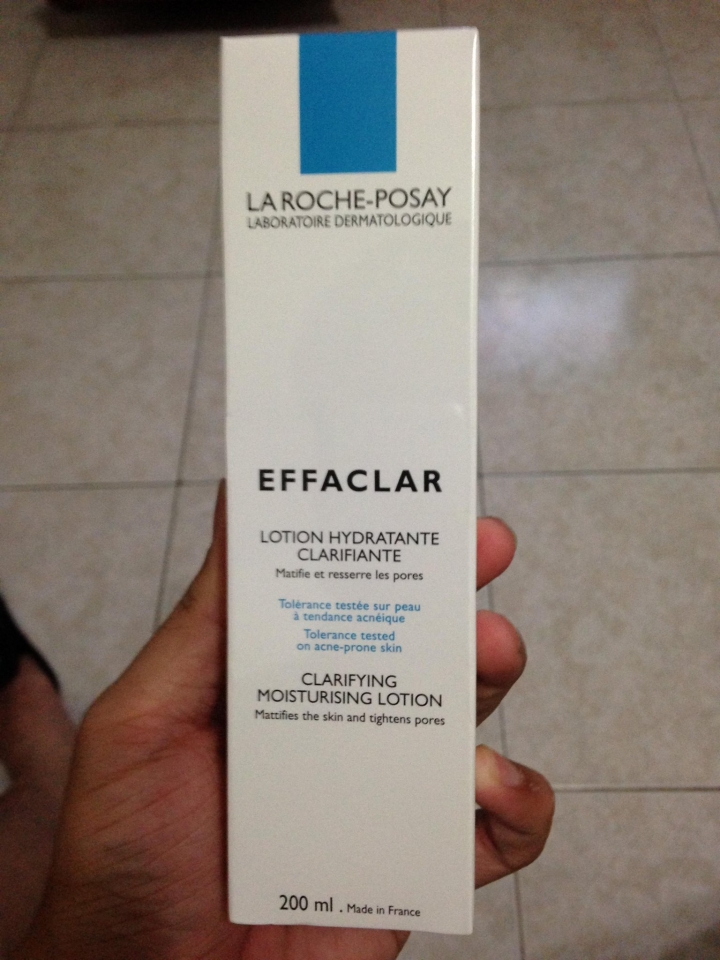 LA ROCHE-POSAY
LABORATOIRE DERMATOLOGIQUE
EFFACLAR
LOTION HYDRATANTE
CLARIFIANTE
Matifie et resserre les pores
Tolérance testée sur peau
à tendance acnéique
Tolerance tested
on acne-prone skin
CLARIFYING
MOISTURISING LOTION
Mattifies the skin and tightens pores
200 ml . Made in France